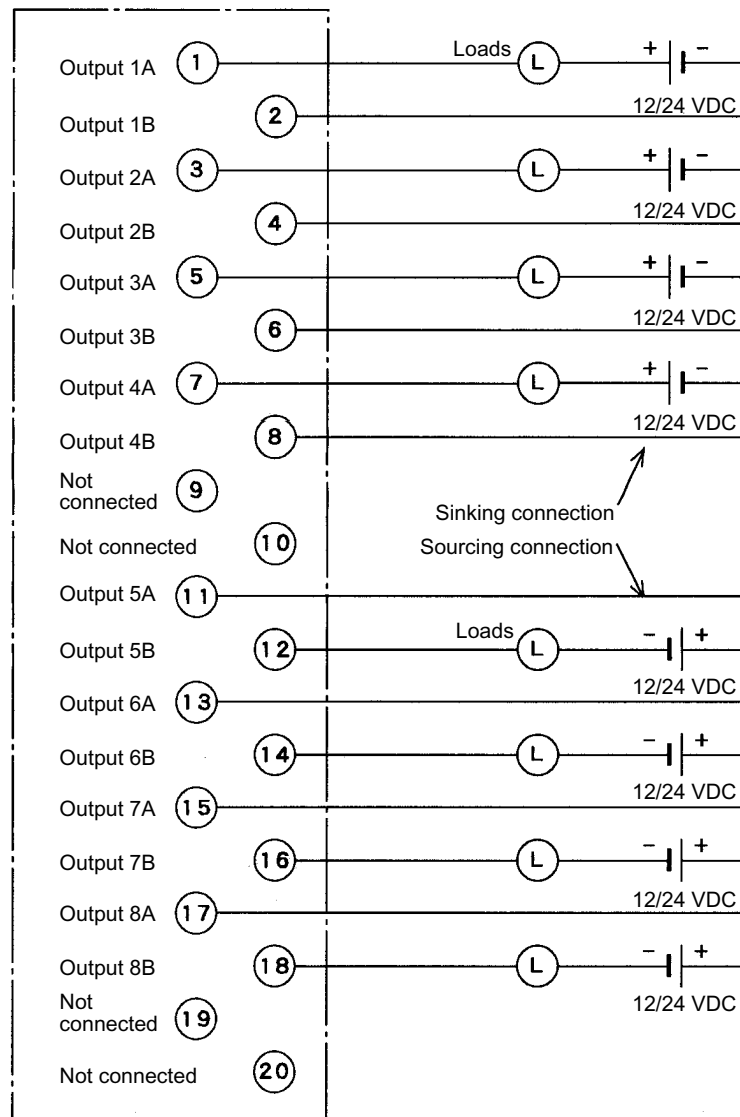 Output 1A 1 Loads L + −
12/24 VDC
Output 1B 2
Output 2A 3 L + −
12/24 VDC
Output 2B 4
Output 3A 5 L + −
12/24 VDC
Output 3B 6
Output 4A 7 L + −
12/24 VDC
Output 4B 8
Not
connected 9
Sinking connection
Not connected 10
Sourcing connection
Output 5A 11
Output 5B 12 Loads L − +
12/24 VDC
Output 6A 13
Output 6B 14 L − +
12/24 VDC
Output 7A 15
Output 7B 16 L − +
12/24 VDC
Output 8A 17
Output 8B 18 L − +
12/24 VDC
Not
connected 19
Not connected 20